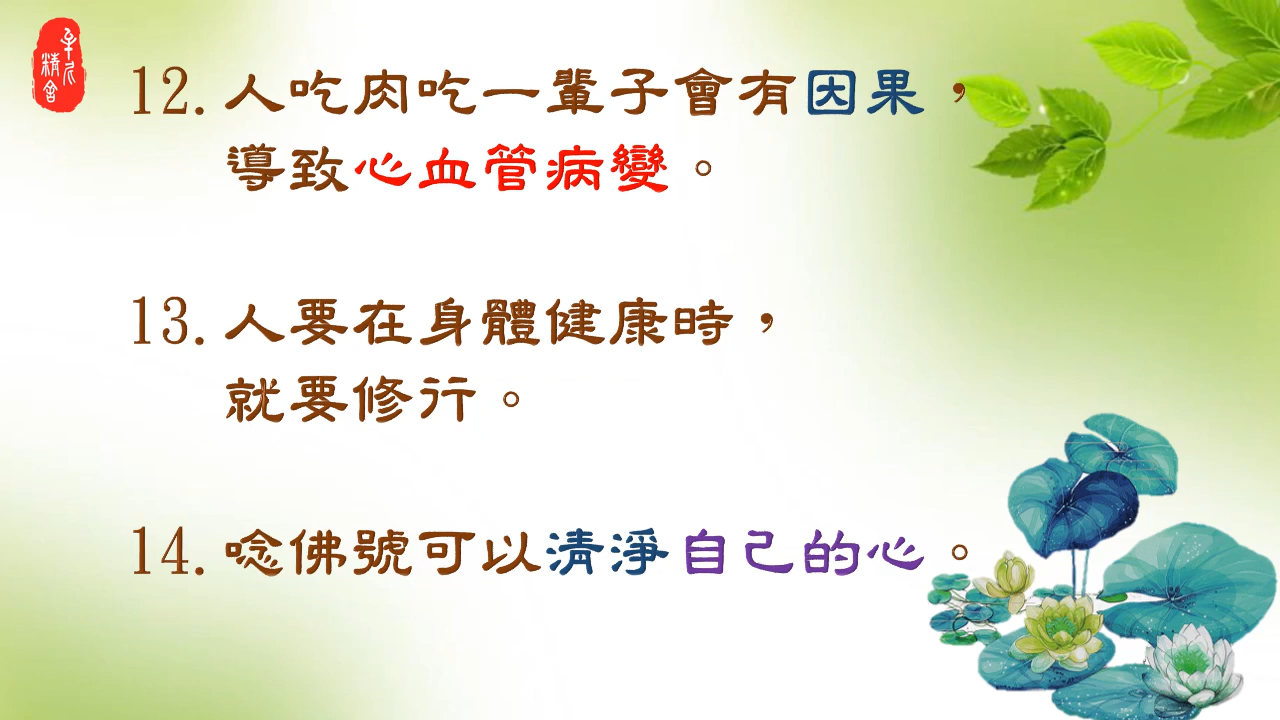 精舍
12. 人吃肉吃一輩子會有因果，
導致心血管病變。
13. 人要在身體健康時，
就要修行。
14. 唸佛號可以清淨自己的心。